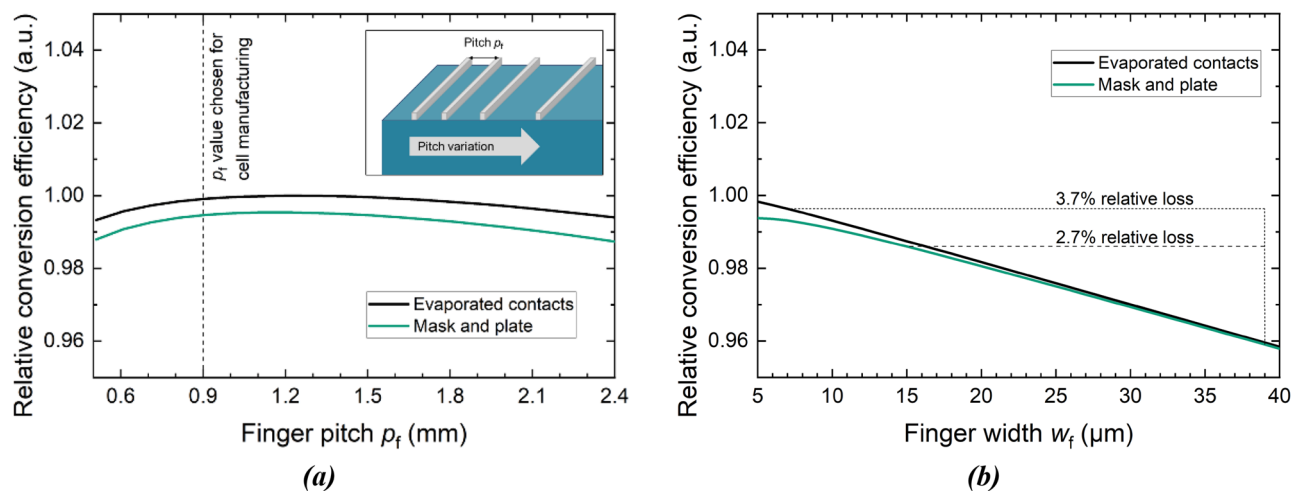 Relative conversion efficiency (a.u.)
1.04
1.02
1.00
0.98
0.96
p_f value chosen for
cell manufacturing
Pitch p_f
Pitch variation
Evaporated contacts
Mask and plate
0.6 0.9 1.2 1.5 1.8 2.1 2.4
Finger pitch p_f (mm)
(a)
Relative conversion efficiency (a.u.)
1.04
1.02
1.00
0.98
0.96
Evaporated contacts
Mask and plate
3.7% relative loss
2.7% relative loss
5 10 15 20 25 30 35 40
Finger width w_f (µm)
(b)